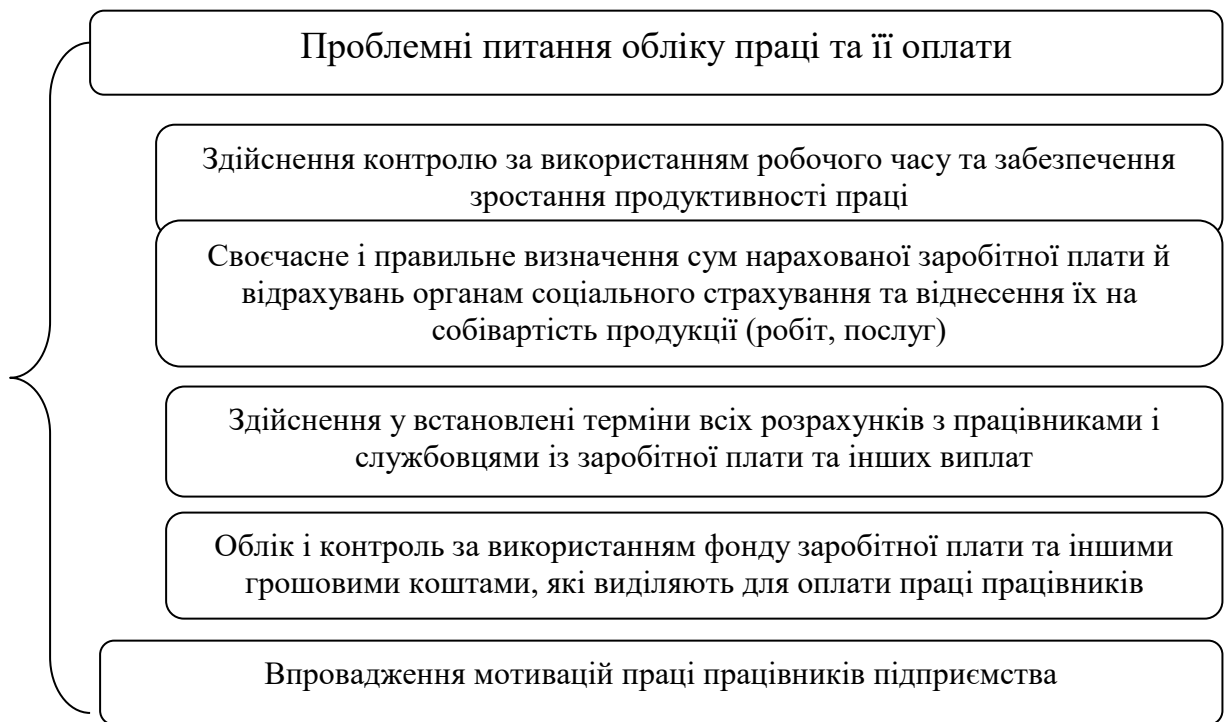 Проблемні питання обліку праці та її оплати
Здійснення контролю за використанням робочого часу та забезпечення
зростання продуктивності праці
Своєчасне і правильне визначення сум нарахованої заробітної плати й
відрахувань органам соціального страхування та віднесення їх на
собівартість продукції (робіт, послуг)
Здійснення у встановлені терміни всіх розрахунків з працівниками і
службовцями із заробітної плати та інших виплат
Облік і контроль за використанням фонду заробітної плати та іншими
грошовими коштами, які виділяють для оплати праці працівників
Впровадження мотивацій праці працівників підприємства